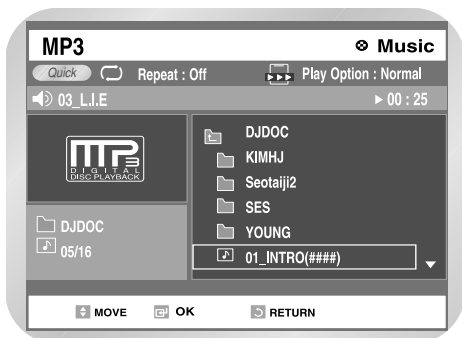 MP3 Music
Quick Repeat : Off Play Option : Normal
03_L.I.E 00 : 25
MP3
DIGITAL
DISC PLAYBACK
DJDOC
05/16
DJDOC
KIMHJ
Seotaiji2
SES
YOUNG
01_INTRO(####)
MOVE OK RETURN